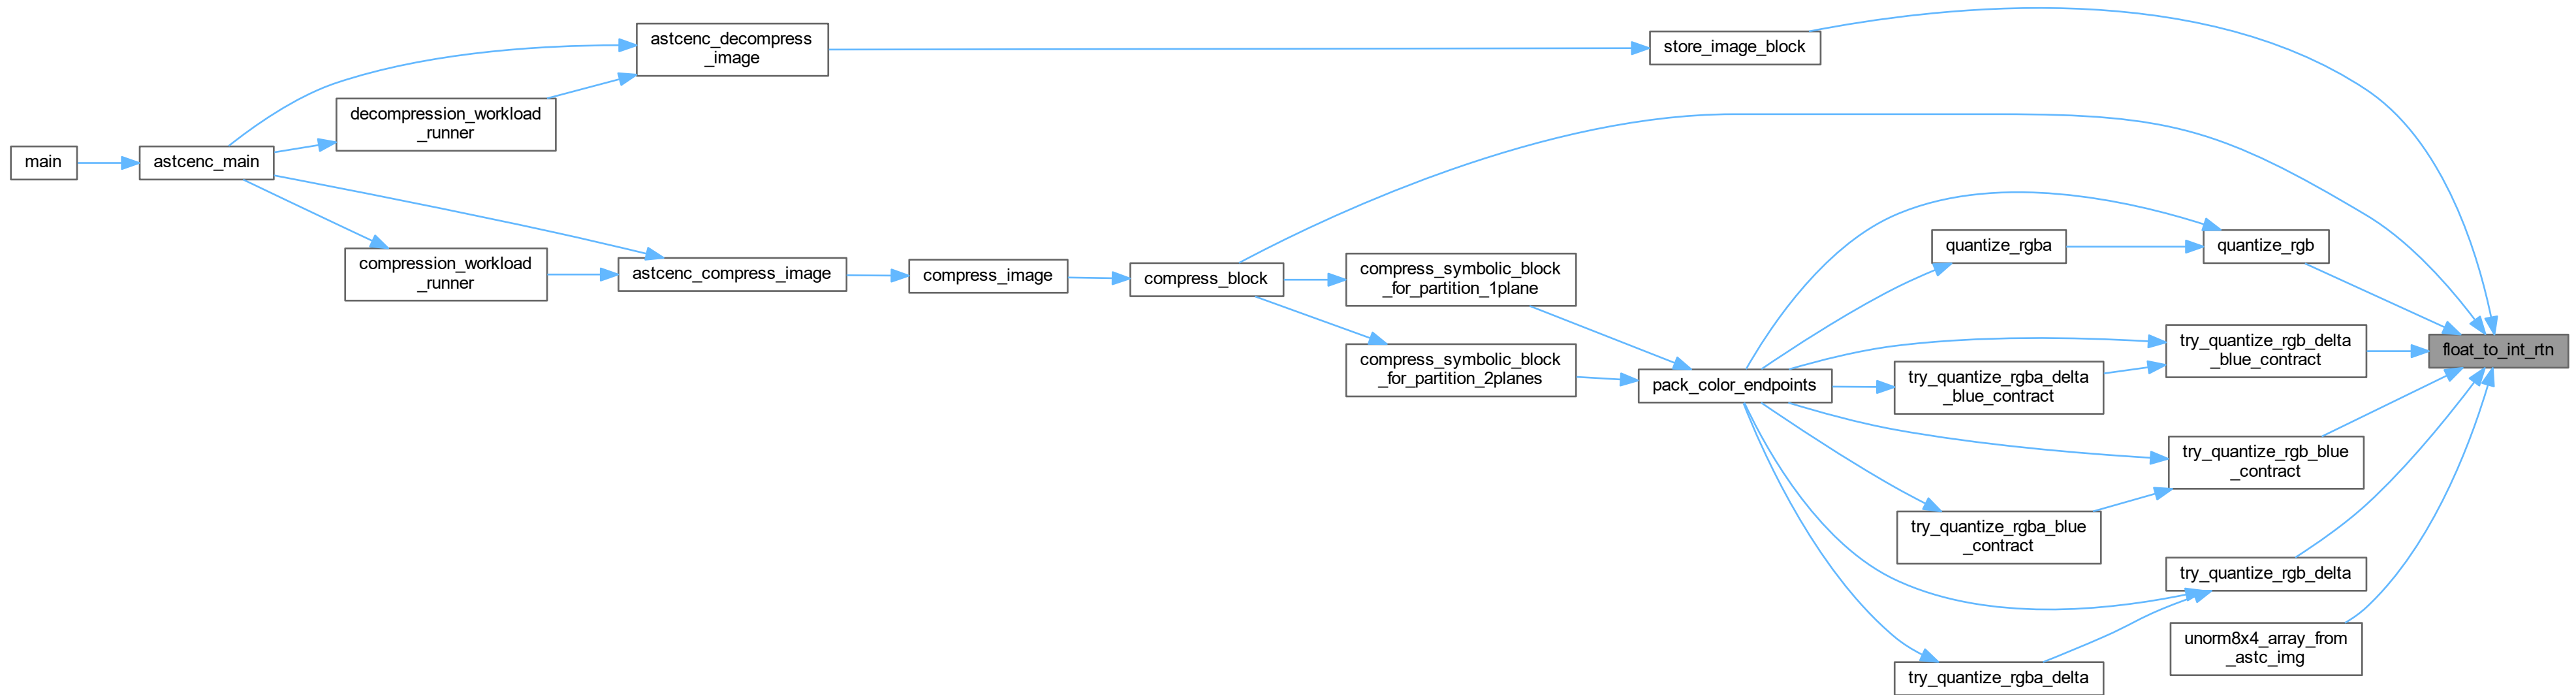 main
astcenc_main
astcenc_decompress
_image
decompression_workload
_runner
compression_workload
_runner
astcenc_compress_image
compress_image
compress_block
compress_symbolic_block
_for_partition_1plane
compress_symbolic_block
_for_partition_2planes
store_image_block
pack_color_endpoints
quantize_rgba
quantize_rgb
try_quantize_rgb_delta
_blue_contract
try_quantize_rgba_delta
_blue_contract
try_quantize_rgb_blue
_contract
try_quantize_rgba_blue
_contract
try_quantize_rgb_delta
try_quantize_rgba_delta
unorm8x4_array_from
_astc_img
float_to_int_rtn